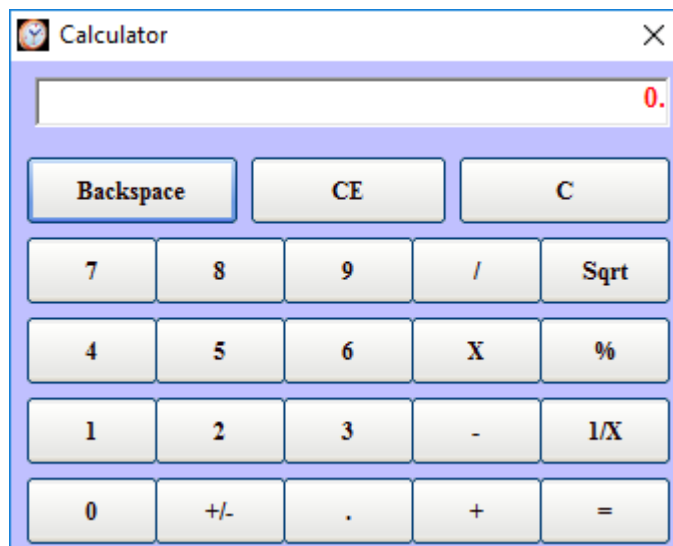 Calculator
0.
Backspace CE C
7 8 9 / Sqrt
4 5 6 X %
1 2 3 - 1/X
0 +/- . + =